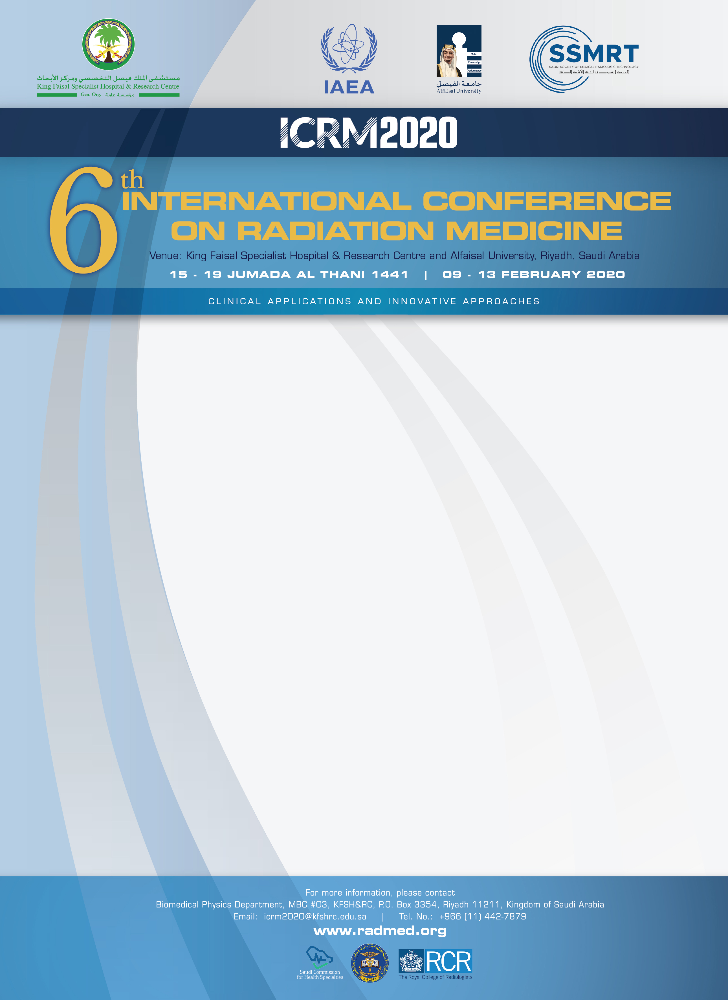 مستشفى الملك فيصل التخصصي ومركز الأبحاث
King Faisal Specialist Hospital & Research Centre
Gen. Org. مؤسسة عامة
IAEA
Faith
Knowledge
Performance
جامعة الفيصل
Alfaisal University
SSMRT
SAUDI SOCIETY OF MEDICAL RADIOLOGIC TECHNOLOGY
الجمعية السعودية لتقنية الأشعة الطبية
ICRM2020
6th
INTERNATIONAL CONFERENCE
ON RADIATION MEDICINE
Venue: King Faisal Specialist Hospital & Research Centre and Alfaisal University, Riyadh, Saudi Arabia
15 - 19 JUMADA AL THANI 1441 | 09 - 13 FEBRUARY 2020
CLINICAL APPLICATIONS AND INNOVATIVE APPROACHES
For more information, please contact
Biomedical Physics Department, MBC #03, KFSH&RC, P.O. Box 3354, Riyadh 11211, Kingdom of Saudi Arabia
Email: icrm2020@kfshrc.edu.sa | Tel. No.: +966 (11) 442-7879
www.radmed.org
Saudi Commission
for Health Specialties
AMERICAN ACADEMY of CONTINUING MEDICAL EDUCATION
M E
AACME
RCR
The Royal College of Radiologists